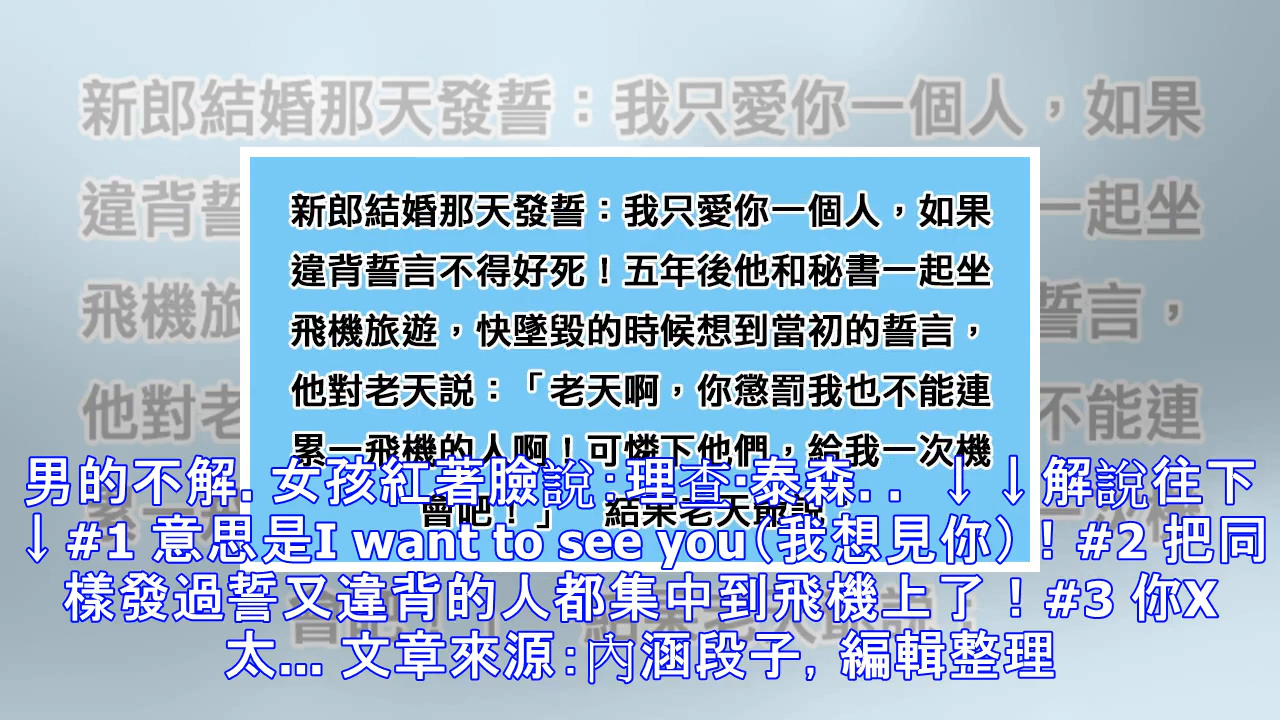 新郎結婚那天發誓：我只愛你一個人，如果
違背誓言不得好死！五年後他和秘書一起坐
飛機旅遊，快墜毀的時候想到當初的誓言，
他對老天説：「老天啊，你懲罰我也不能連
累一飛機的人啊！可憐下他們，給我一次機
會吧！」 結果老天爺説
男的不解. 女孩紅著臉說:理查·泰森. . ↓↓解說往下
↓#1 意思是I want to see you(我想見你)！#2 把同
樣發過誓又違背的人都集中到飛機上了！#3 你X
太... 文章來源:內涵段子, 編輯整理